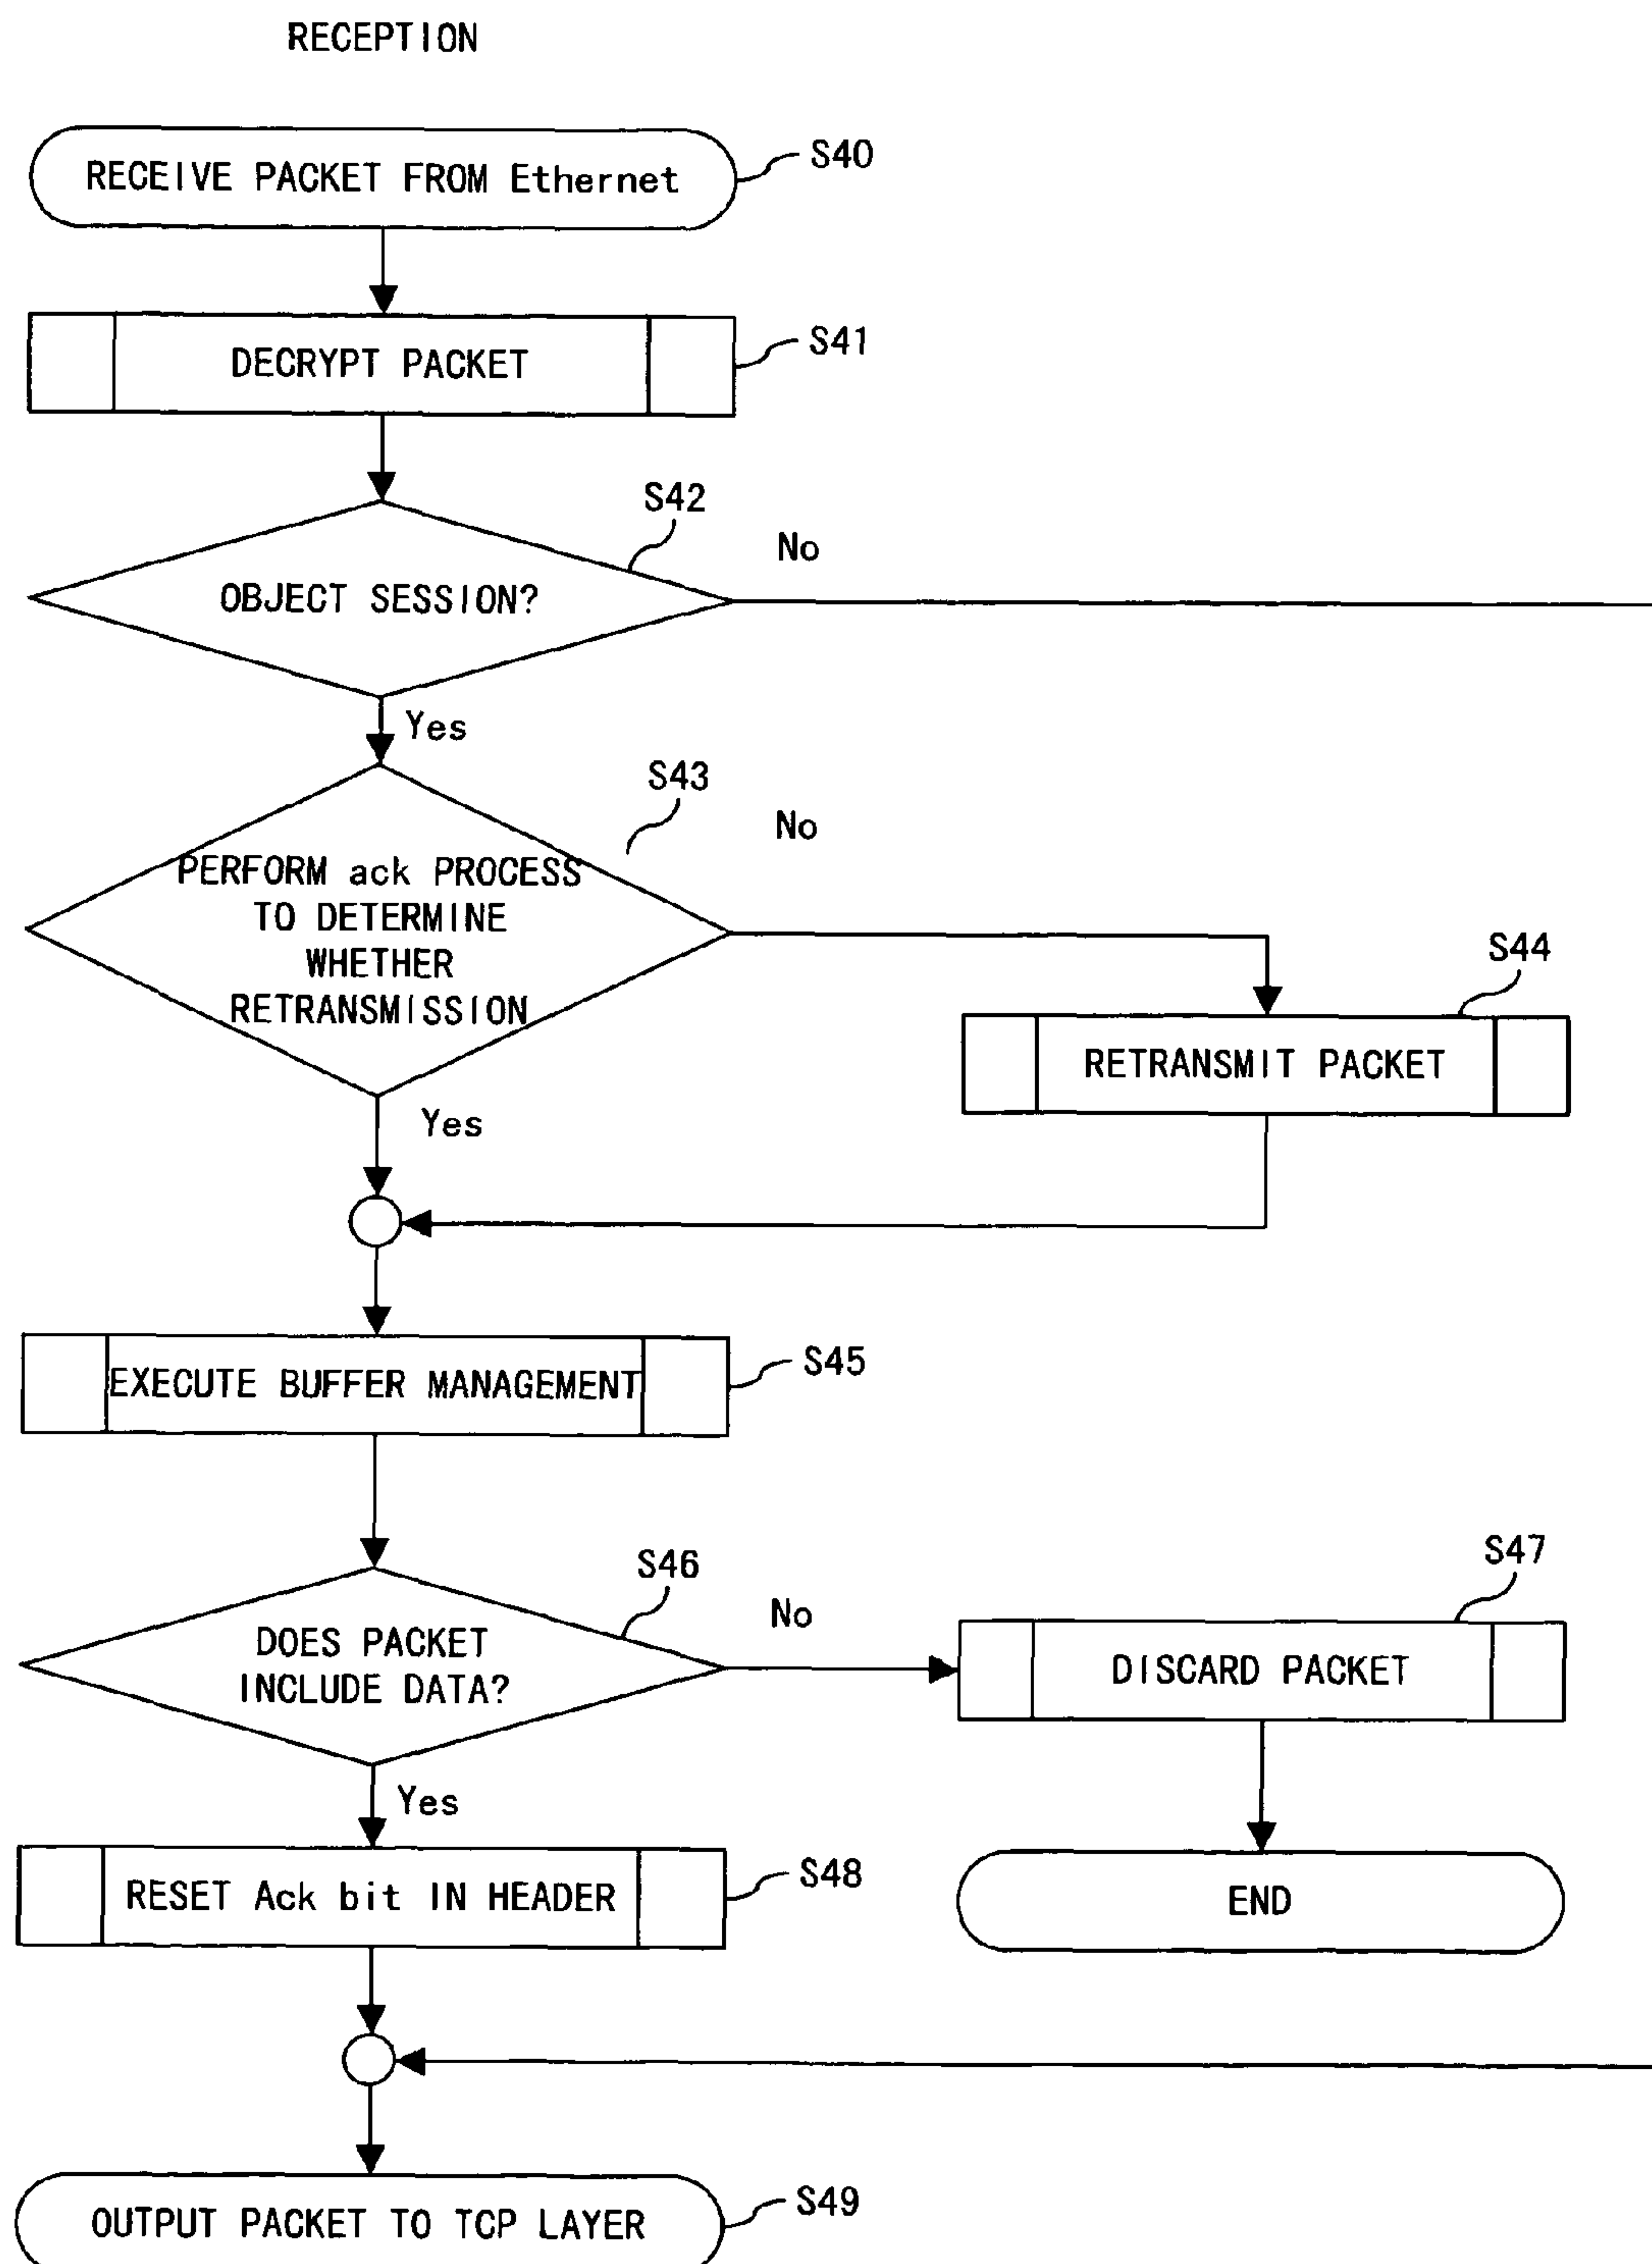 RECEPTION
RECEIVE PACKET FROM Ethernet
S40
DECRYPT PACKET
S41
S42
No
OBJECT SESSION?
Yes
S43
No
PERFORM ack PROCESS
TO DETERMINE
WHETHER
RETRANSMISSION
S44
RETRANSMIT PACKET
Yes
EXECUTE BUFFER MANAGEMENT
S45
S46
No
S47
DOES PACKET
INCLUDE DATA?
DISCARD PACKET
Yes
RESET Ack bit IN HEADER
S48
END
OUTPUT PACKET TO TCP LAYER
S49